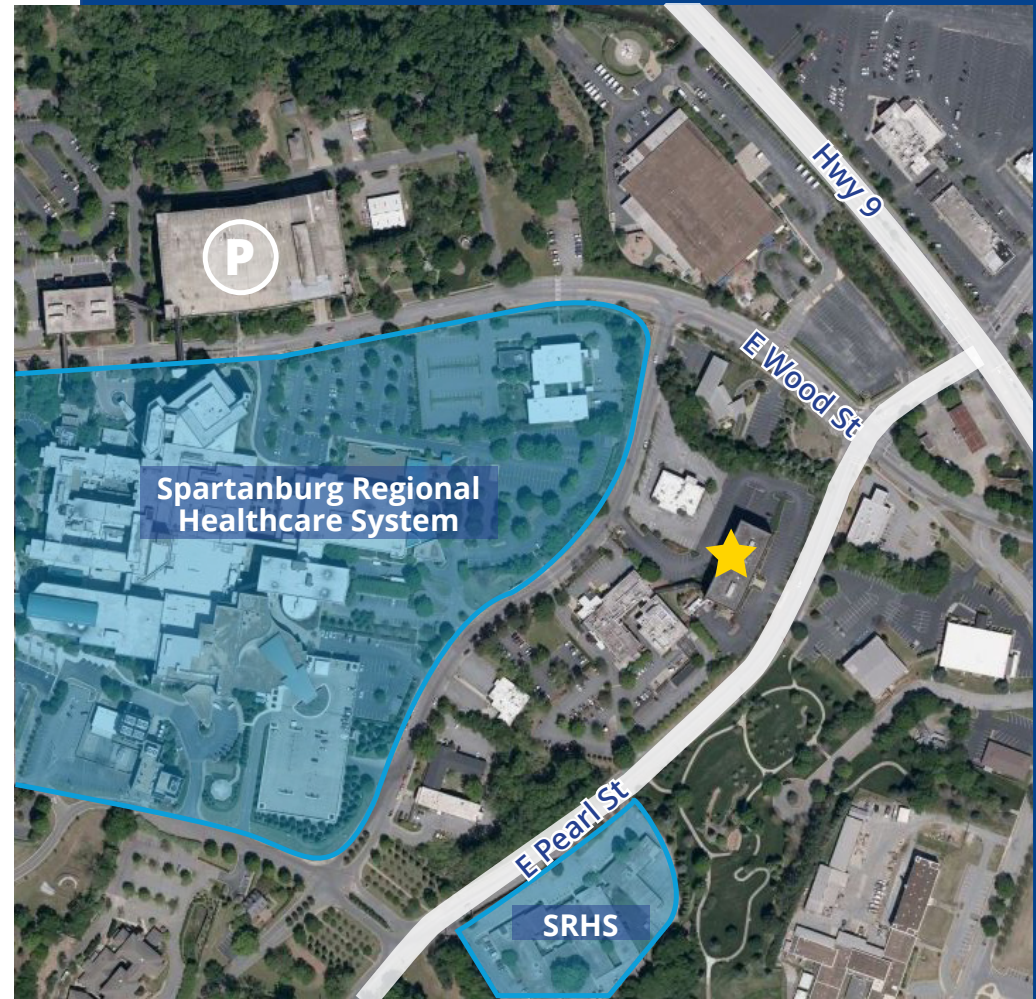 Hwy 9
P
E Wood St
Spartanburg Regional
Healthcare System
E Pearl St
SRHS